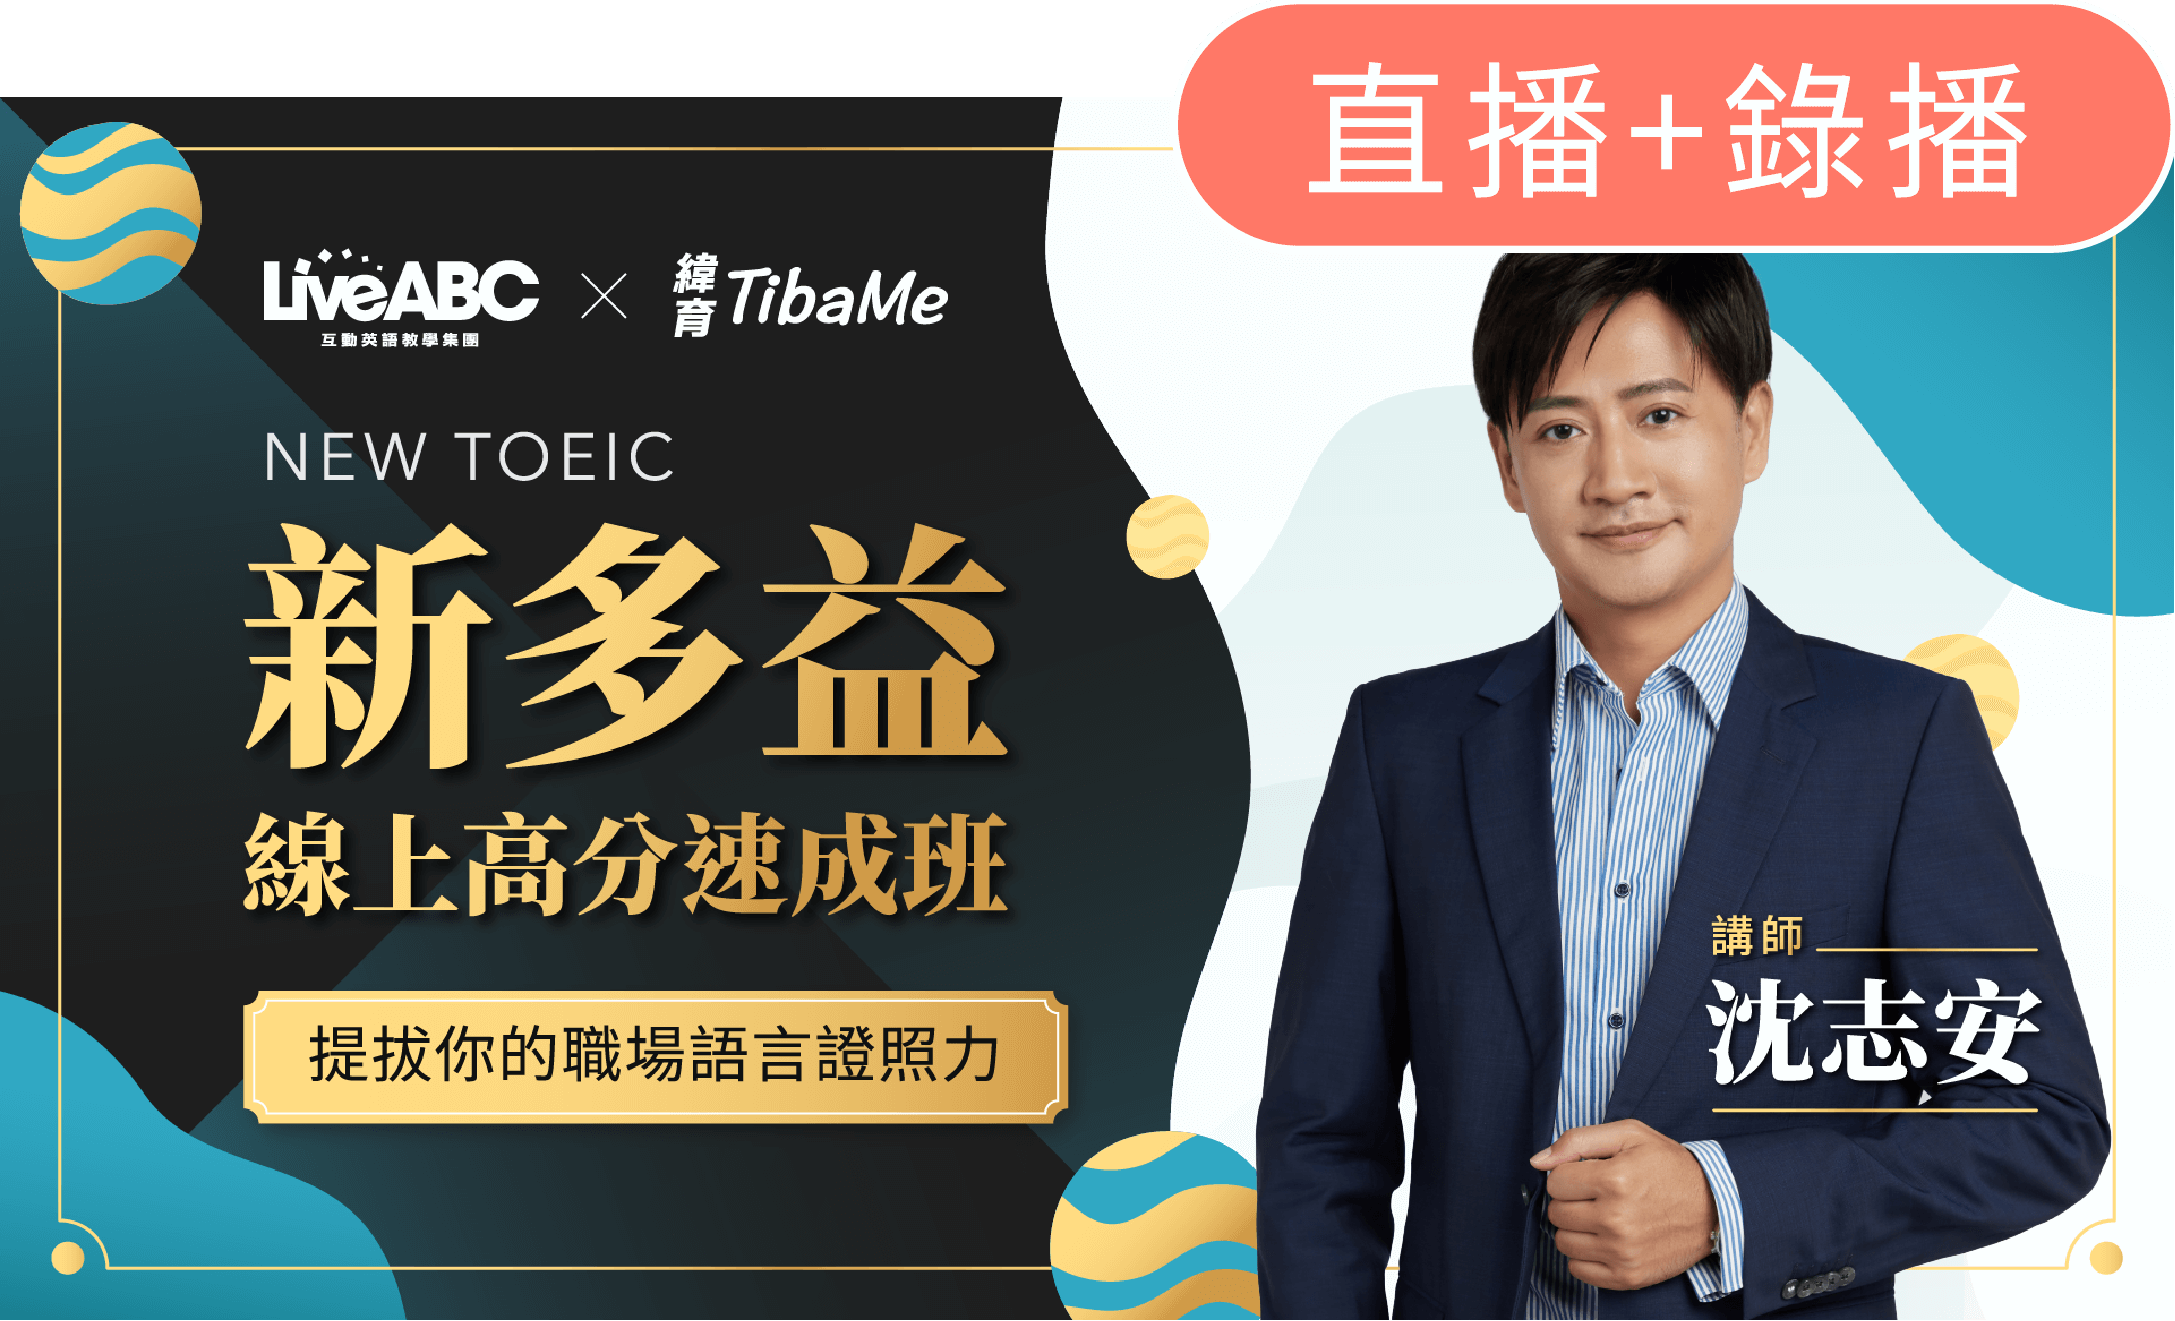 直播+錄播
LiveABC × 緯育 TibaMe
互動英語教學集團
NEW TOEIC
新多益
線上高分速成班
提拔你的職場語言證照力
講師
沈志安